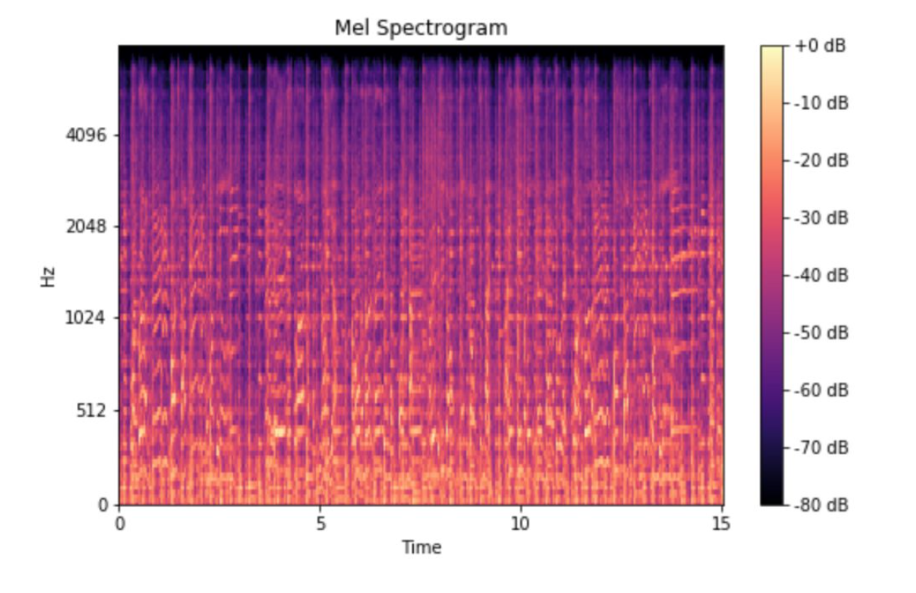 Mel Spectrogram
+0 dB
-10 dB
-20 dB
-30 dB
-40 dB
-50 dB
-60 dB
-70 dB
-80 dB
4096
2048
1024
512
0
Hz
0 5 10 15
Time